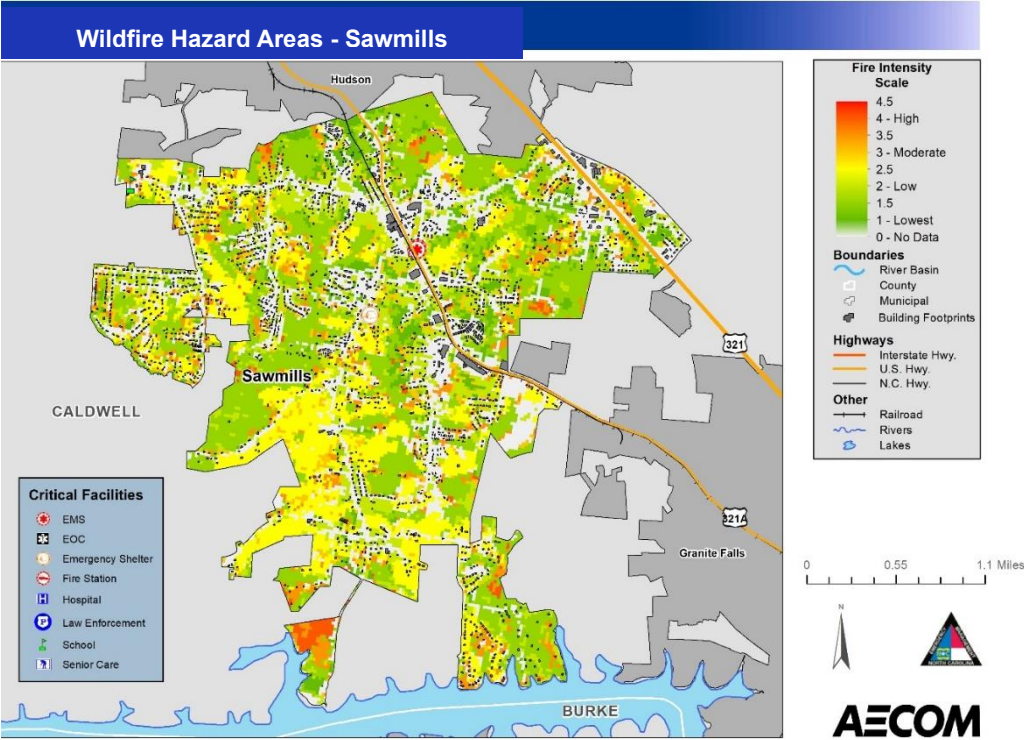 Wildfire Hazard Areas - Sawmills
Hudson
Sawmills
CALDWELL
321
321A
Granite Falls
BURKE
Critical Facilities
EMS
EOC
Emergency Shelter
Fire Station
Hospital
Law Enforcement
School
Senior Care
Fire Intensity
Scale
4.5
4 - High
3.5
3 - Moderate
2.5
2 - Low
1.5
1 - Lowest
0 - No Data
Boundaries
River Basin
County
Municipal
Building Footprints
Highways
Interstate Hwy.
U.S. Hwy.
N.C. Hwy.
Other
Railroad
Rivers
Lakes
0 0.55 1.1 Miles
N
NORTH CAROLINA
AECOM